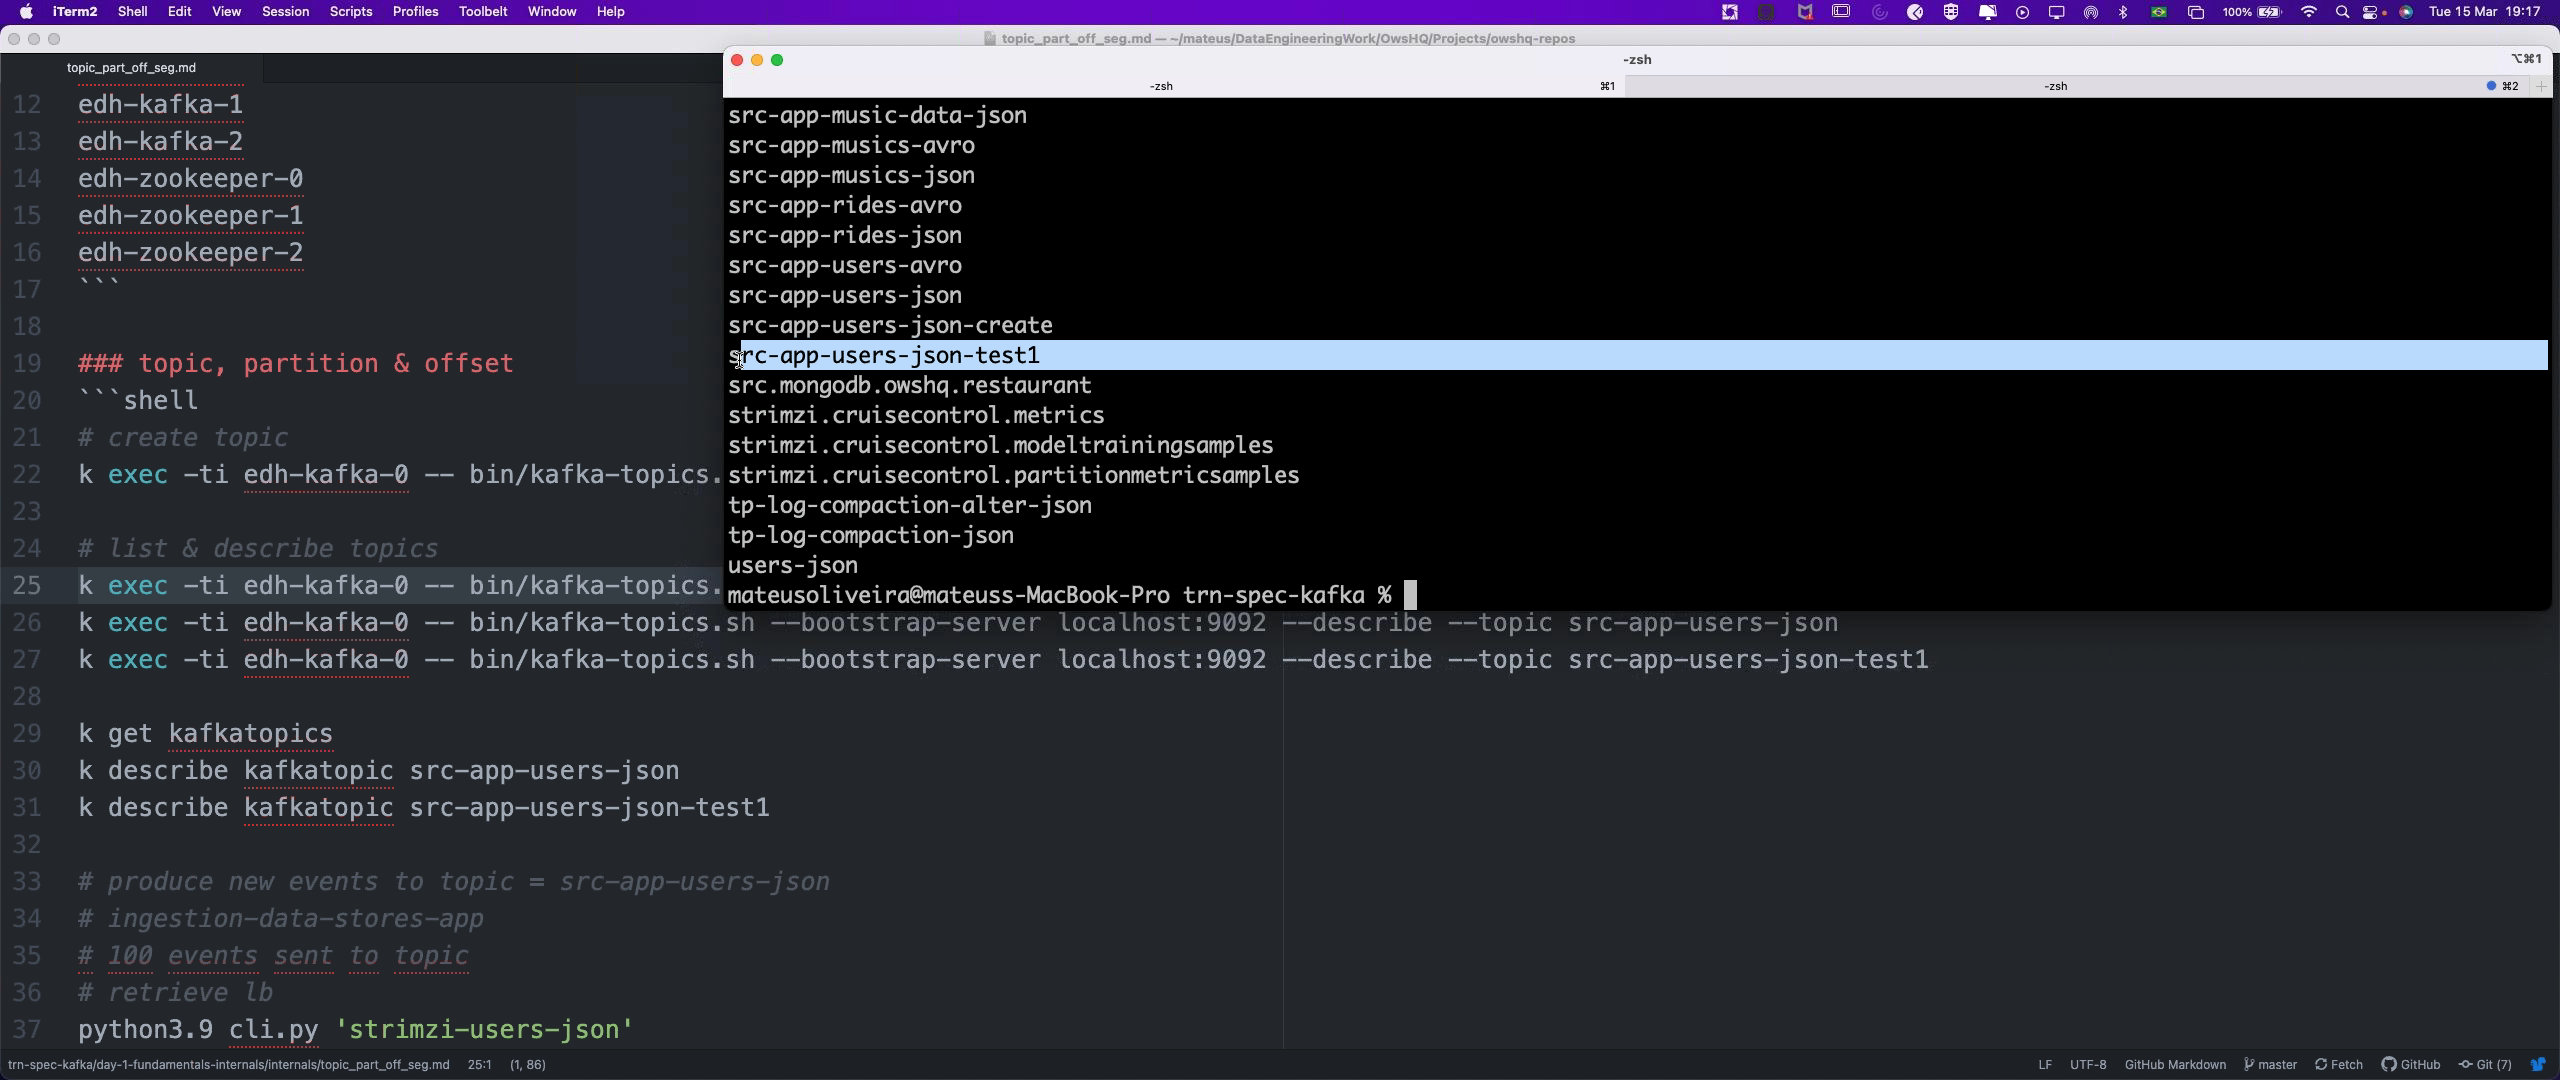 iTerm2 Shell Edit View Session Scripts Profiles Toolbelt Window Help 100% Tue 15 Mar 19:17
topic_part_off_seg.md — ~/mateus/DataEngineeringWork/OwsHQ/Projects/owshq-repos
topic_part_off_seg.md
-zsh ⌥⌘1
-zsh ⌘1 -zsh ⌘2
12 edh-kafka-1
13 edh-kafka-2
14 edh-zookeeper-0
15 edh-zookeeper-1
16 edh-zookeeper-2
17 ```
18
19 ### topic, partition & offset
20 ```shell
21 # create topic
22 k exec -ti edh-kafka-0 -- bin/kafka-topics.
23
24 # list & describe topics
25 k exec -ti edh-kafka-0 -- bin/kafka-topics.
26 k exec -ti edh-kafka-0 -- bin/kafka-topics.sh --bootstrap-server localhost:9092 --describe --topic src-app-users-json
27 k exec -ti edh-kafka-0 -- bin/kafka-topics.sh --bootstrap-server localhost:9092 --describe --topic src-app-users-json-test1
28
29 k get kafkatopics
30 k describe kafkatopic src-app-users-json
31 k describe kafkatopic src-app-users-json-test1
32
33 # produce new events to topic = src-app-users-json
34 # ingestion-data-stores-app
35 # 100 events sent to topic
36 # retrieve lb
37 python3.9 cli.py 'strimzi-users-json'
src-app-music-data-json
src-app-musics-avro
src-app-musics-json
src-app-rides-avro
src-app-rides-json
src-app-users-avro
src-app-users-json
src-app-users-json-create
src-app-users-json-test1
src.mongodb.owshq.restaurant
strimzi.cruisecontrol.metrics
strimzi.cruisecontrol.modeltrainingsamples
strimzi.cruisecontrol.partitionmetricsamples
tp-log-compaction-alter-json
tp-log-compaction-json
users-json
mateusoliveira@mateuss-MacBook-Pro trn-spec-kafka %
trn-spec-kafka/day-1-fundamentals-internals/internals/topic_part_off_seg.md 25:1 (1, 86) LF UTF-8 GitHub Markdown master Fetch GitHub Git (7)